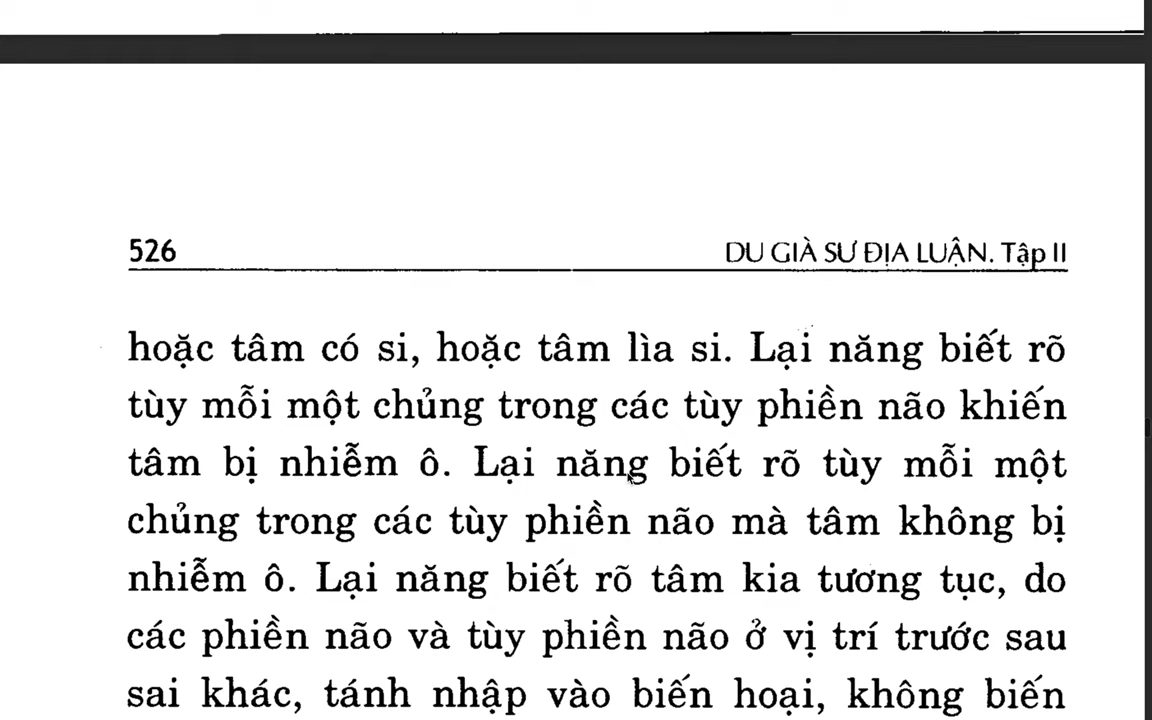 526
DU GIÀ SƯ ĐỊA LUẬN. Tập II
hoặc tâm có si, hoặc tâm lìa si. Lại năng biết rõ
tùy mỗi một chủng trong các tùy phiền não khiến
tâm bị nhiễm ô. Lại năng biết rõ tùy mỗi một
chủng trong các tùy phiền não mà tâm không bị
nhiễm ô. Lại năng biết rõ tâm kia tương tục, do
các phiền não và tùy phiền não ở vị trí trước sau
sai khác, tánh nhập vào biến hoại, không biến